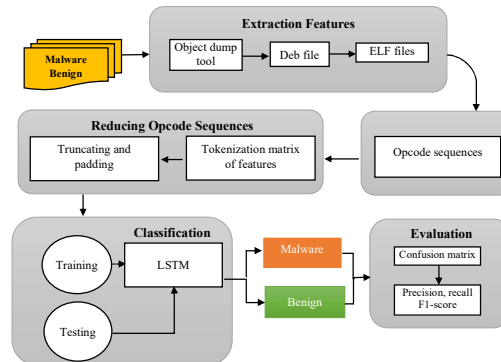 Extraction Features
Malware
Benign
Object dump
tool
Deb file
ELF files
Reducing Opcode Sequences
Truncating and
padding
Tokenization matrix
of features
Opcode sequences
Classification
Training
LSTM
Testing
Malware
Benign
Evaluation
Confusion matrix
Precision, recall
F1-score